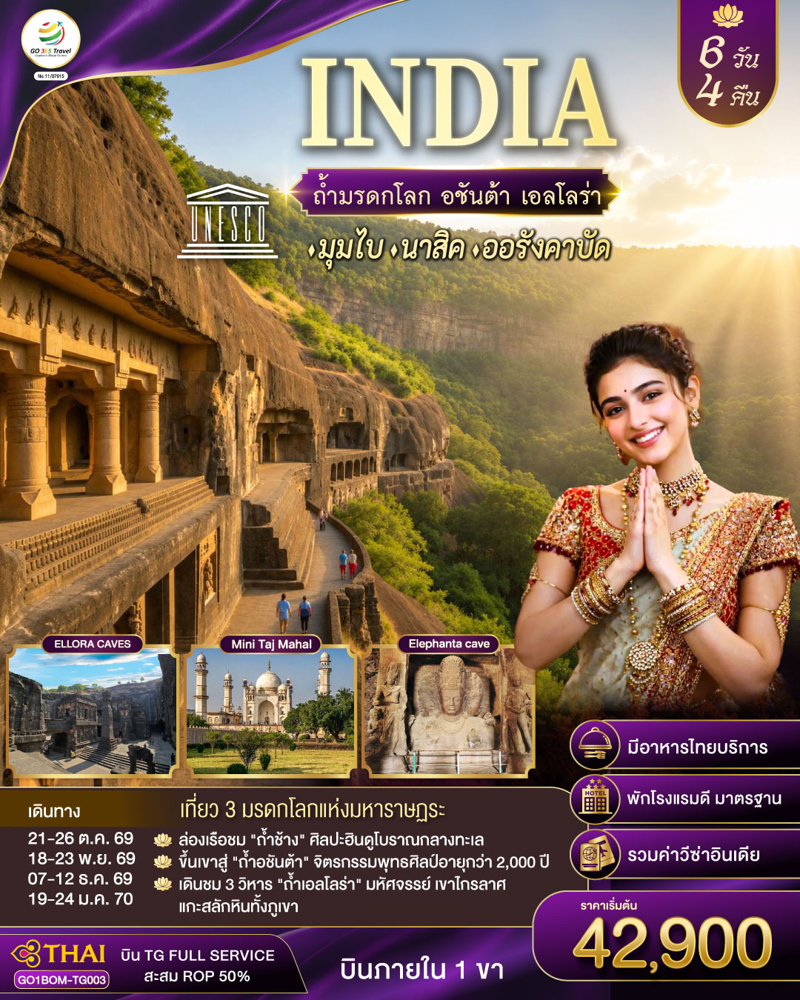 GO 365 Travel
Leaders in Global Tourism
No.11/07615
6 วัน
4 คืน
INDIA
ถ้ำมรดกโลก อชันต้า เอลโลร่า
UNESCO
มุมไบ นาสิค ออรังคาบัด
ELLORA CAVES
Mini Taj Mahal
Elephanta cave
มีอาหารไทยบริการ
พักโรงแรมดี มาตรฐาน
HOTEL
รวมค่าวีซ่าอินเดีย
เดินทาง
21-26 ต.ค. 69
18-23 พ.ย. 69
07-12 ธ.ค. 69
19-24 ม.ค. 70
เที่ยว 3 มรดกโลกแห่งมหาราษฏระ
ล่องเรือชม "ถ้ำช้าง" ศิลปะฮินดูโบราณกลางทะเล
ขึ้นเขาสู่ "ถ้ำอชันต้า" จิตรกรรมพุทธศิลป์อายุกว่า 2,000 ปี
เดินชม 3 วิหาร "ถ้ำเอลโลร่า" มหัศจรรย์ เขาไกรลาศ
แกะสลักหินทั้งภูเขา
ราคาเริ่มต้น
42,900
THAI
GO1BOM-TG003
บิน TG FULL SERVICE
สะสม ROP 50%
บินภายใน 1 ขา